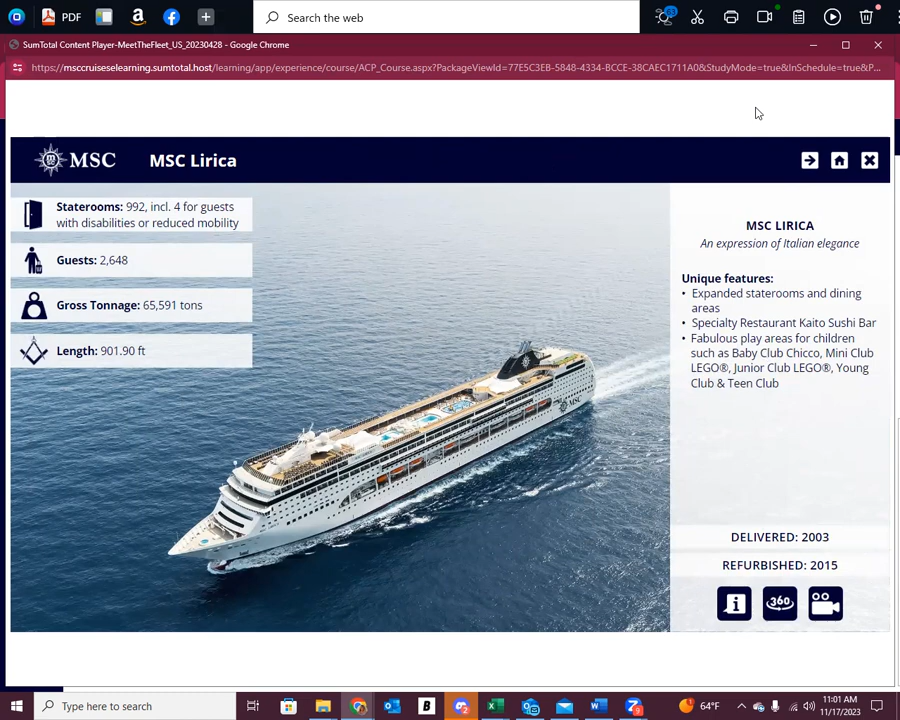 PDF
Search the web
63
SumTotal Content Player-MeetTheFleet_US_20230428 - Google Chrome
https://msccruiseselearning.sumtotal.host/learning/app/experience/course/ACP_Course.aspx?PackageViewId=77E5C3EB-5848-4334-BCCE-38CAEC1711A0&StudyMode=true&InSchedule=true&P...
MSC
MSC Lirica
Staterooms: 992, incl. 4 for guests
with disabilities or reduced mobility
Guests: 2,648
Gross Tonnage: 65,591 tons
Length: 901.90 ft
MSC
MSC LIRICA
An expression of Italian elegance
Unique features:
• Expanded staterooms and dining
areas
• Specialty Restaurant Kaito Sushi Bar
• Fabulous play areas for children
such as Baby Club Chicco, Mini Club
LEGO®, Junior Club LEGO®, Young
Club & Teen Club
DELIVERED: 2003
REFURBISHED: 2015
360
Type here to search
64°F
11:01 AM
11/17/2023